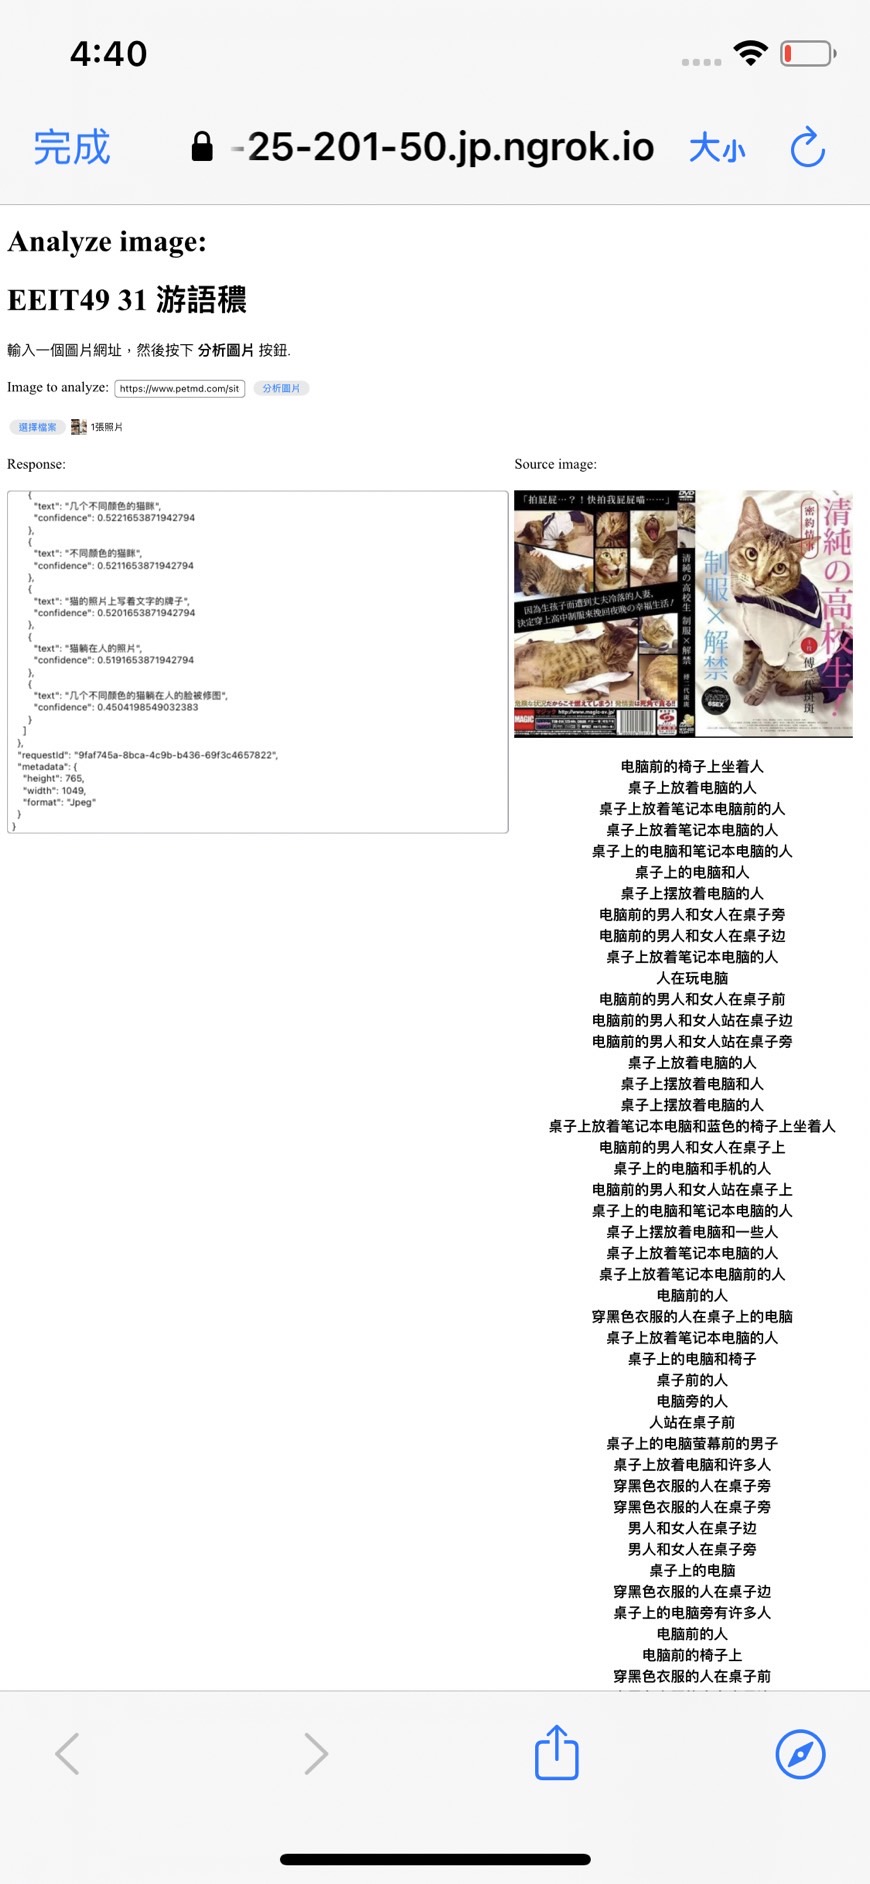 4:40
完成
-25-201-50.jp.ngrok.io
大小
Analyze image:
EEIT49 31 游語穠
輸入一個圖片網址，然後按下 分析圖片 按鈕.
Image to analyze:
https://www.petmd.com/sit
分析圖片
選擇檔案
1張照片
Response:
{
"text": "几个不同颜色的猫眯",
"confidence": 0.5221653871942794
},
{
"text": "不同颜色的猫眯",
"confidence": 0.5211653871942794
},
{
"text": "猫的照片上写着文字的牌子",
"confidence": 0.5201653871942794
},
{
"text": "猫躺在人的照片",
"confidence": 0.5191653871942794
},
{
"text": "几个不同颜色的猫躺在人的脸被修图",
"confidence": 0.4504198549032383
}
]
},
"requestId": "9faf745a-8bca-4c9b-b436-69f3c4657822",
"metadata": {
"height": 765,
"width": 1049,
"format": "Jpeg"
}
}
Source image:
「拍屁屁…？！快拍我屁屁喵……」
DVD
因為生孩子而遭到丈夫冷落的人妻,
決定穿上高中制服來挽回夜晚的幸福生活！
MAGIC
http://www.magic-av.jp/
清純の高校生 制服×解禁
清純の高校生
密約情事
制服×解禁
电脑前的椅子上坐着人
桌子上放着电脑的人
桌子上放着笔记本电脑前的人
桌子上放着笔记本电脑的人
桌子上的电脑和笔记本电脑的人
桌子上的电脑和人
桌子上摆放着电脑的人
电脑前的男人和女人在桌子旁
电脑前的男人和女人在桌子边
桌子上放着笔记本电脑的人
人在玩电脑
电脑前的男人和女人在桌子前
电脑前的男人和女人站在桌子边
电脑前的男人和女人站在桌子旁
桌子上放着电脑的人
桌子上摆放着电脑和人
桌子上摆放着电脑的人
桌子上放着笔记本电脑和蓝色的椅子上坐着人
电脑前的男人和女人在桌子上
桌子上的电脑和手机的人
电脑前的男人和女人站在桌子上
桌子上的电脑和笔记本电脑的人
桌子上摆放着电脑和一些人
桌子上放着笔记本电脑的人
桌子上放着笔记本电脑前的人
电脑前的人
穿黑色衣服的人在桌子上的电脑
桌子上放着笔记本电脑的人
桌子上的电脑和椅子
桌子前的人
电脑旁的人
人站在桌子前
桌子上的电脑萤幕前的男子
桌子上放着电脑和许多人
穿黑色衣服的人在桌子旁
穿黑色衣服的人在桌子旁
男人和女人在桌子边
男人和女人在桌子旁
桌子上的电脑
穿黑色衣服的人在桌子边
桌子上的电脑旁有许多人
电脑前的人
电脑前的椅子上
穿黑色衣服的人在桌子前